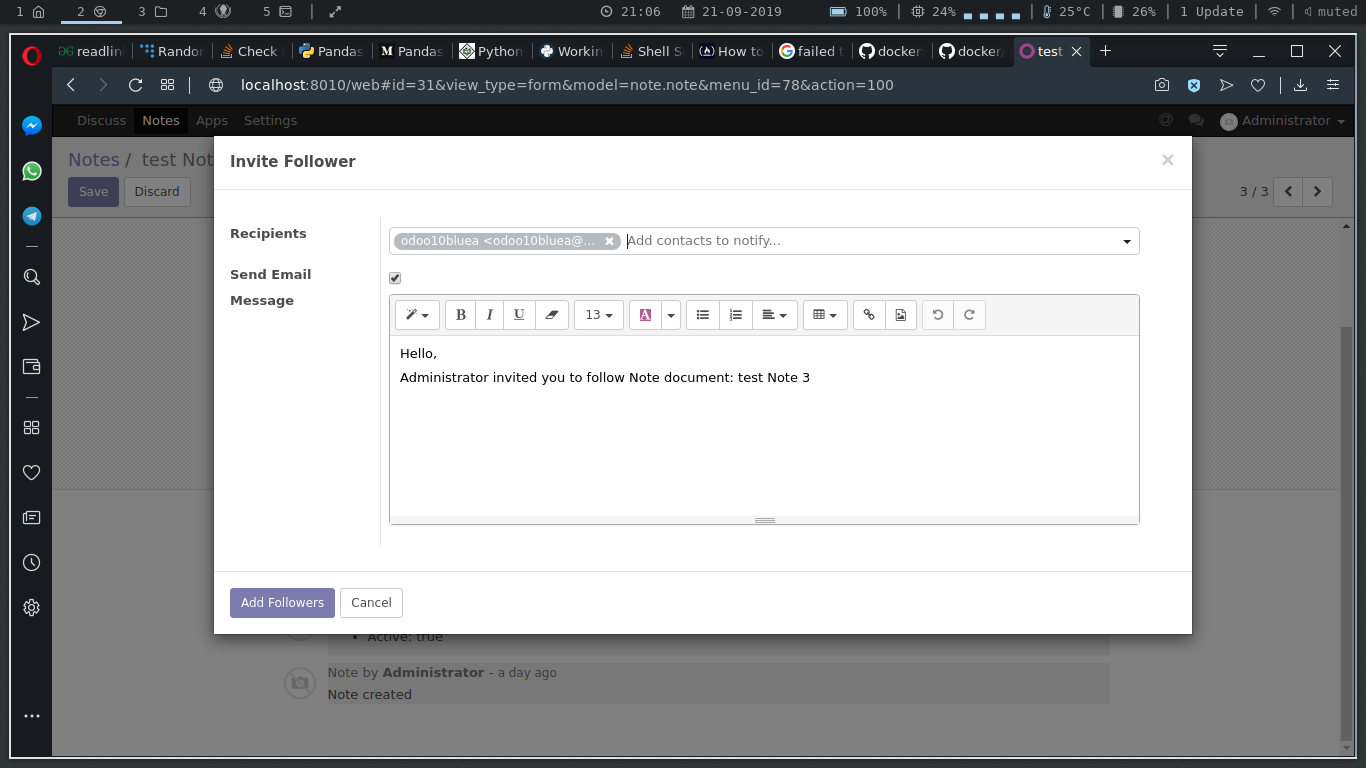 1 2 3 4 5 21:06 21-09-2019 100% 24% 25°C 26% 1 Update muted
readlin Randor Check Pandas Pandas Python Workin Shell S How to failed t docker docker test
localhost:8010/web#id=31&view_type=form&model=note.note&menu_id=78&action=100
Discuss Notes Apps Settings @ Administrator
Notes / test Not
Save Discard 3 / 3
Invite Follower ×
Recipients odoo10bluea <odoo10bluea@... Add contacts to notify...
Send Email
Message
B I U 13 A
Hello,
Administrator invited you to follow Note document: test Note 3
Add Followers Cancel
• Active: true
Note by Administrator - a day ago
Note created